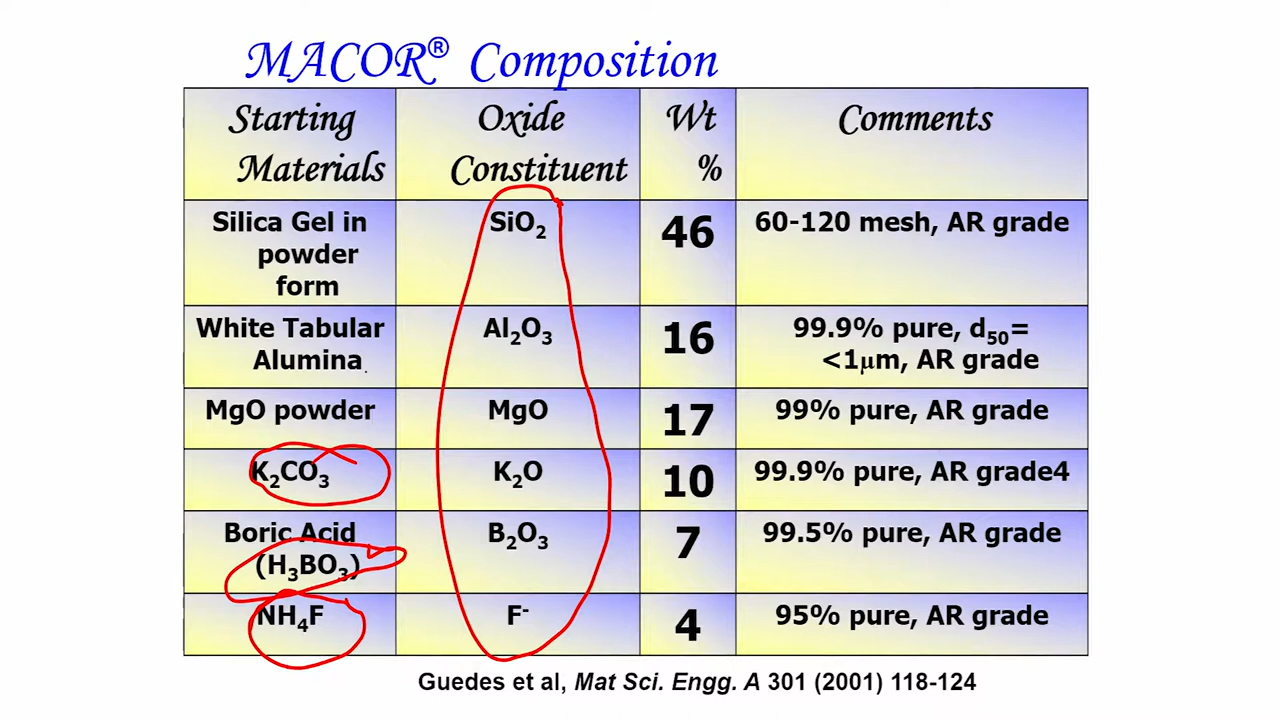 MACOR® Composition
Starting Materials
Oxide Constituent
Wt %
Comments
Silica Gel in powder form
SiO₂
46
60-120 mesh, AR grade
White Tabular Alumina
Al₂O₃
16
99.9% pure, d₅₀= <1µm, AR grade
MgO powder
MgO
17
99% pure, AR grade
K₂CO₃
K₂O
10
99.9% pure, AR grade4
Boric Acid (H₃BO₃)
B₂O₃
7
99.5% pure, AR grade
NH₄F
F⁻
4
95% pure, AR grade
Guedes et al, Mat Sci. Engg. A 301 (2001) 118-124